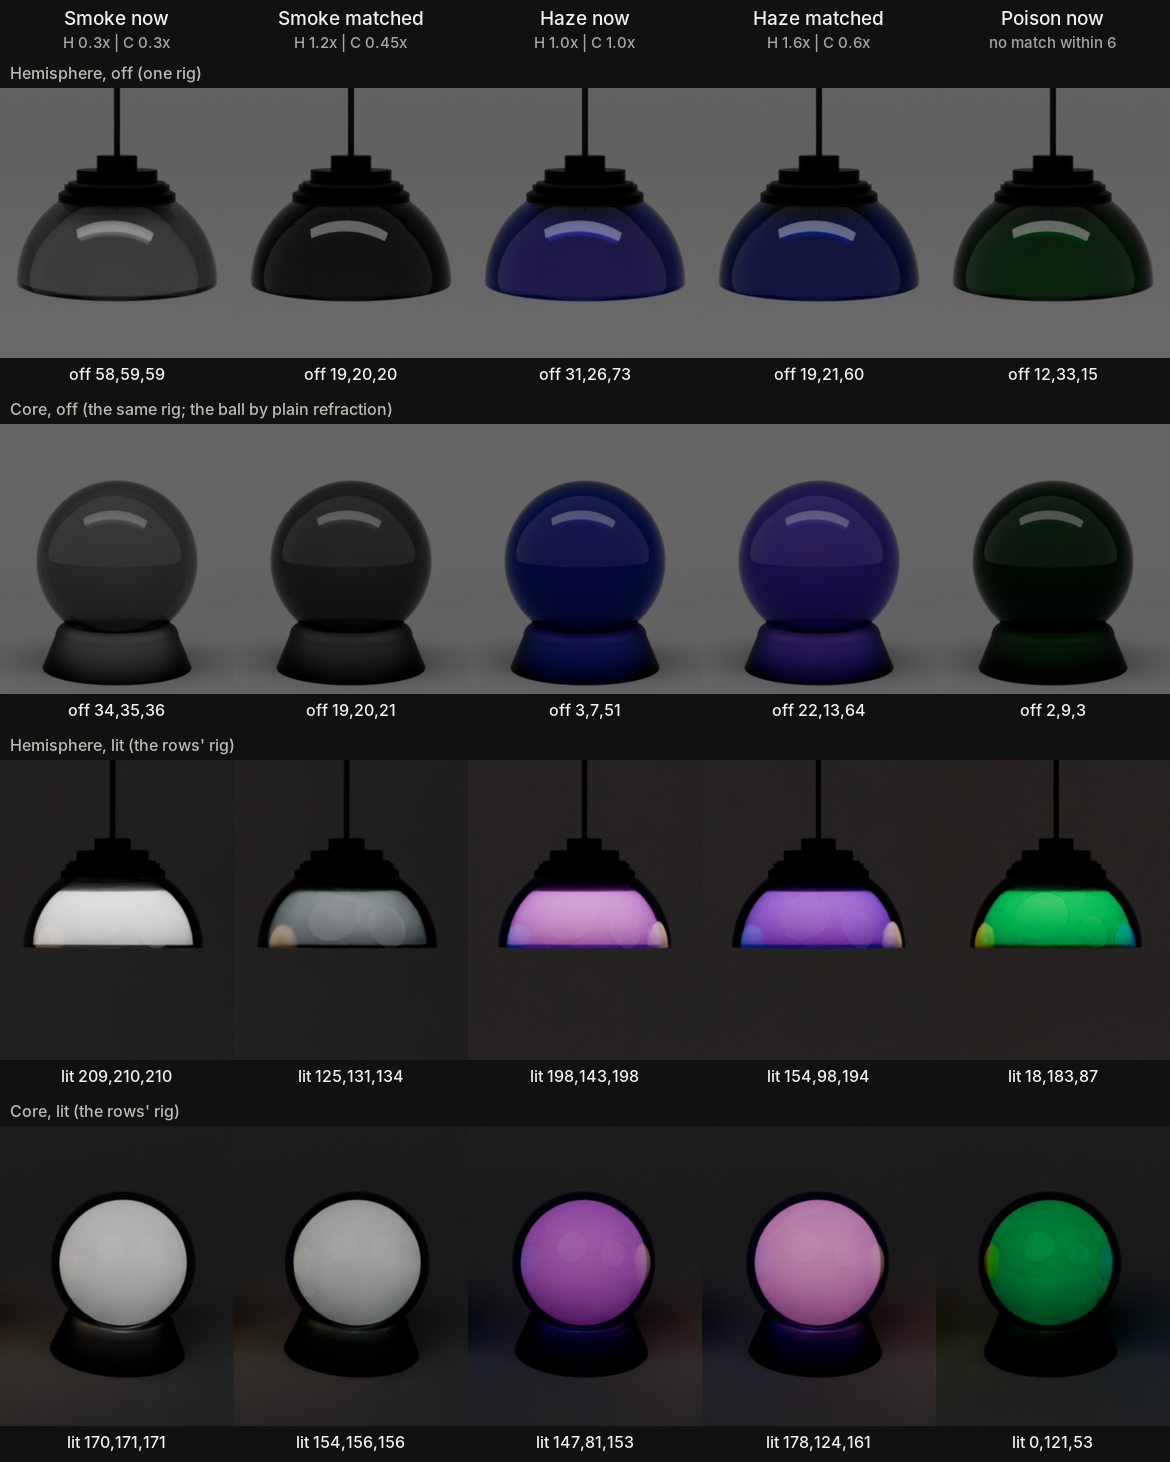 Smoke now
Smoke matched
Haze now
Haze matched
Poison now
H 0.3x | C 0.3x
H 1.2x | C 0.45x
H 1.0x | C 1.0x
H 1.6x | C 0.6x
no match within 6
Hemisphere, off (one rig)
off 58,59,59
off 19,20,20
off 31,26,73
off 19,21,60
off 12,33,15
Core, off (the same rig; the ball by plain refraction)
off 34,35,36
off 19,20,21
off 3,7,51
off 22,13,64
off 2,9,3
Hemisphere, lit (the rows' rig)
lit 209,210,210
lit 125,131,134
lit 198,143,198
lit 154,98,194
lit 18,183,87
Core, lit (the rows' rig)
lit 170,171,171
lit 154,156,156
lit 147,81,153
lit 178,124,161
lit 0,121,53